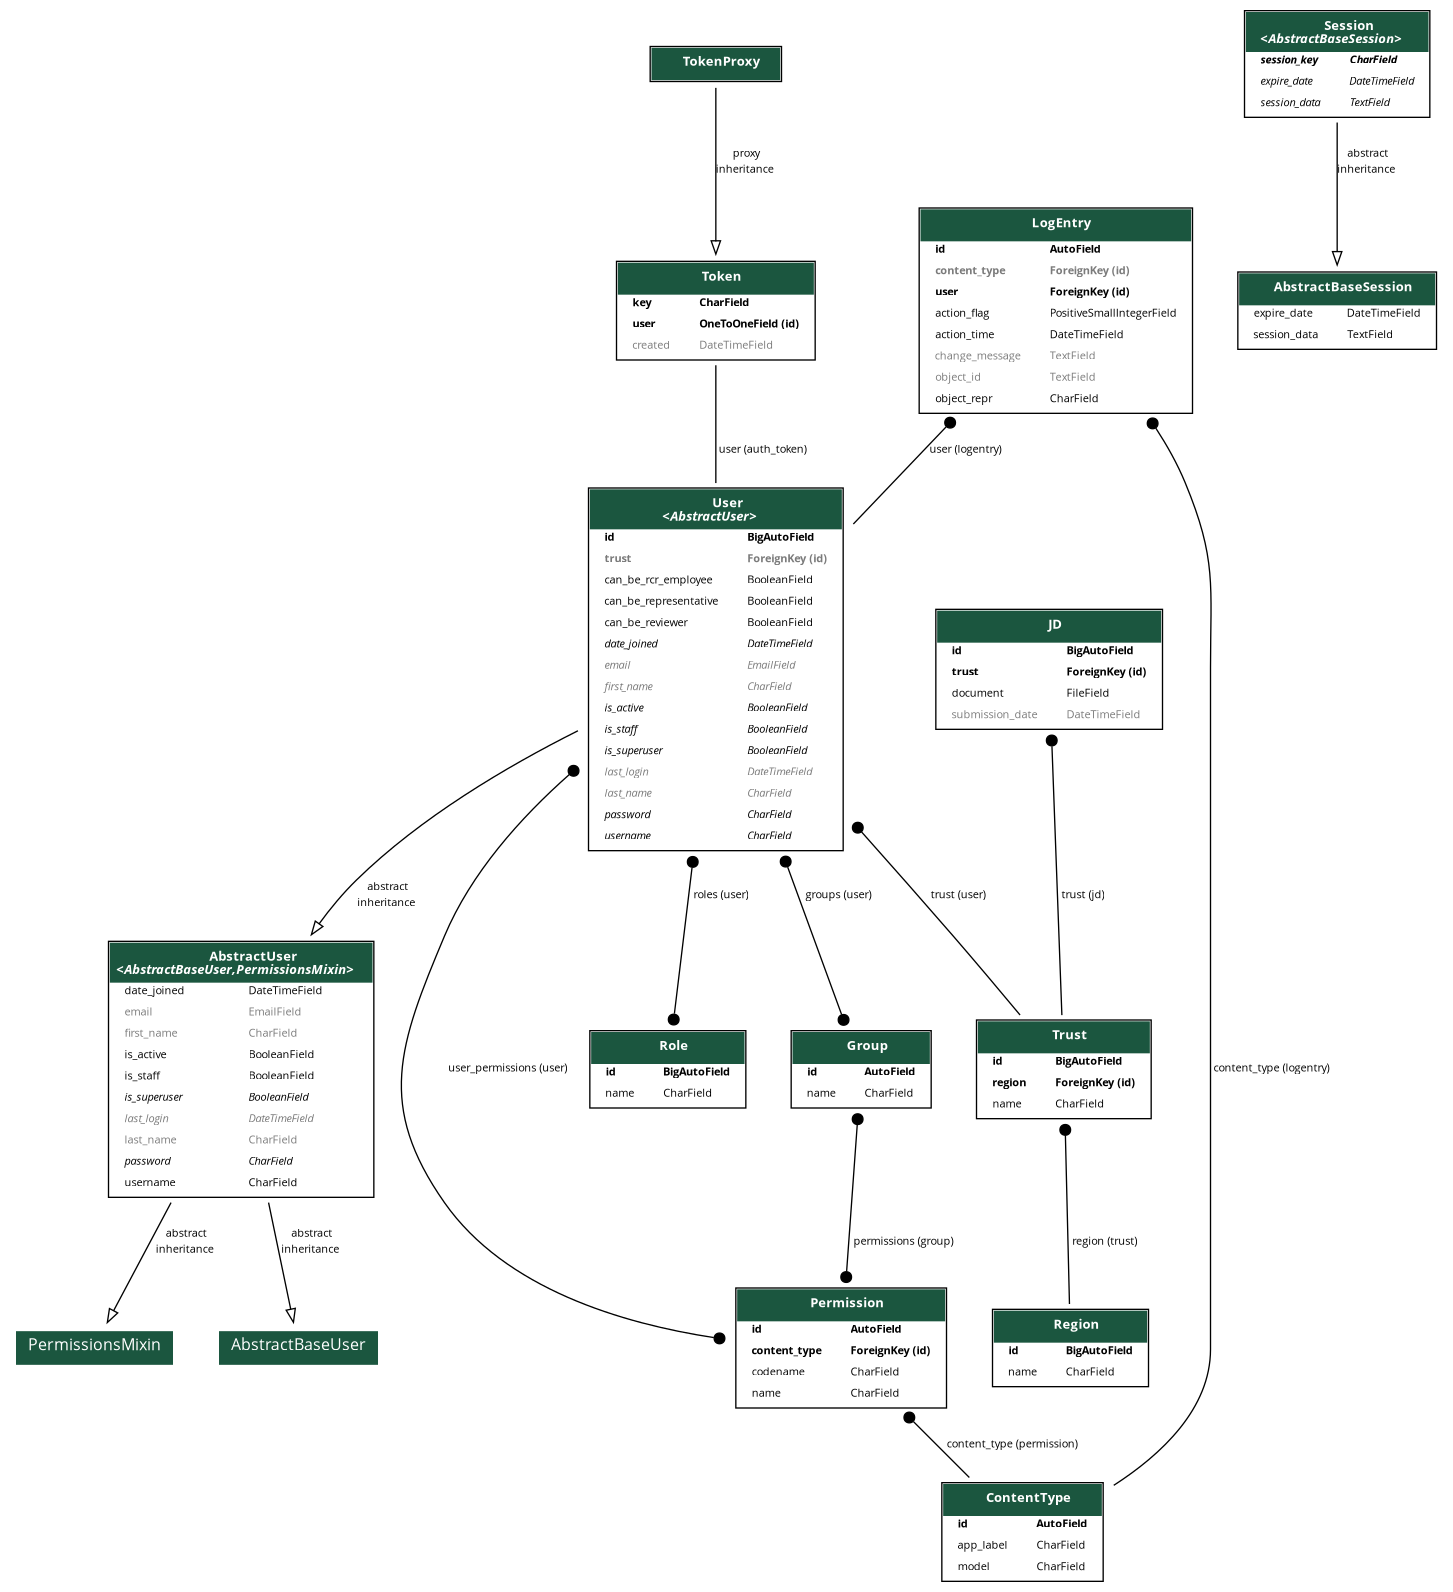 Session
<AbstractBaseSession>
session_key CharField
expire_date DateTimeField
session_data TextField
TokenProxy
proxy
inheritance
abstract
inheritance
LogEntry
id AutoField
content_type ForeignKey (id)
user ForeignKey (id)
action_flag PositiveSmallIntegerField
action_time DateTimeField
change_message TextField
object_id TextField
object_repr CharField
Token
key CharField
user OneToOneField (id)
created DateTimeField
AbstractBaseSession
expire_date DateTimeField
session_data TextField
user (auth_token)
user (logentry)
User
<AbstractUser>
id BigAutoField
trust ForeignKey (id)
can_be_rcr_employee BooleanField
can_be_representative BooleanField
can_be_reviewer BooleanField
date_joined DateTimeField
email EmailField
first_name CharField
is_active BooleanField
is_staff BooleanField
is_superuser BooleanField
last_login DateTimeField
last_name CharField
password CharField
username CharField
JD
id BigAutoField
trust ForeignKey (id)
document FileField
submission_date DateTimeField
abstract
inheritance
roles (user)
groups (user)
trust (user)
trust (jd)
AbstractUser
<AbstractBaseUser,PermissionsMixin>
date_joined DateTimeField
email EmailField
first_name CharField
is_active BooleanField
is_staff BooleanField
is_superuser BooleanField
last_login DateTimeField
last_name CharField
password CharField
username CharField
user_permissions (user)
Role
id BigAutoField
name CharField
Group
id AutoField
name CharField
Trust
id BigAutoField
region ForeignKey (id)
name CharField
content_type (logentry)
abstract
inheritance
abstract
inheritance
permissions (group)
region (trust)
PermissionsMixin
AbstractBaseUser
Permission
id AutoField
content_type ForeignKey (id)
codename CharField
name CharField
Region
id BigAutoField
name CharField
content_type (permission)
ContentType
id AutoField
app_label CharField
model CharField